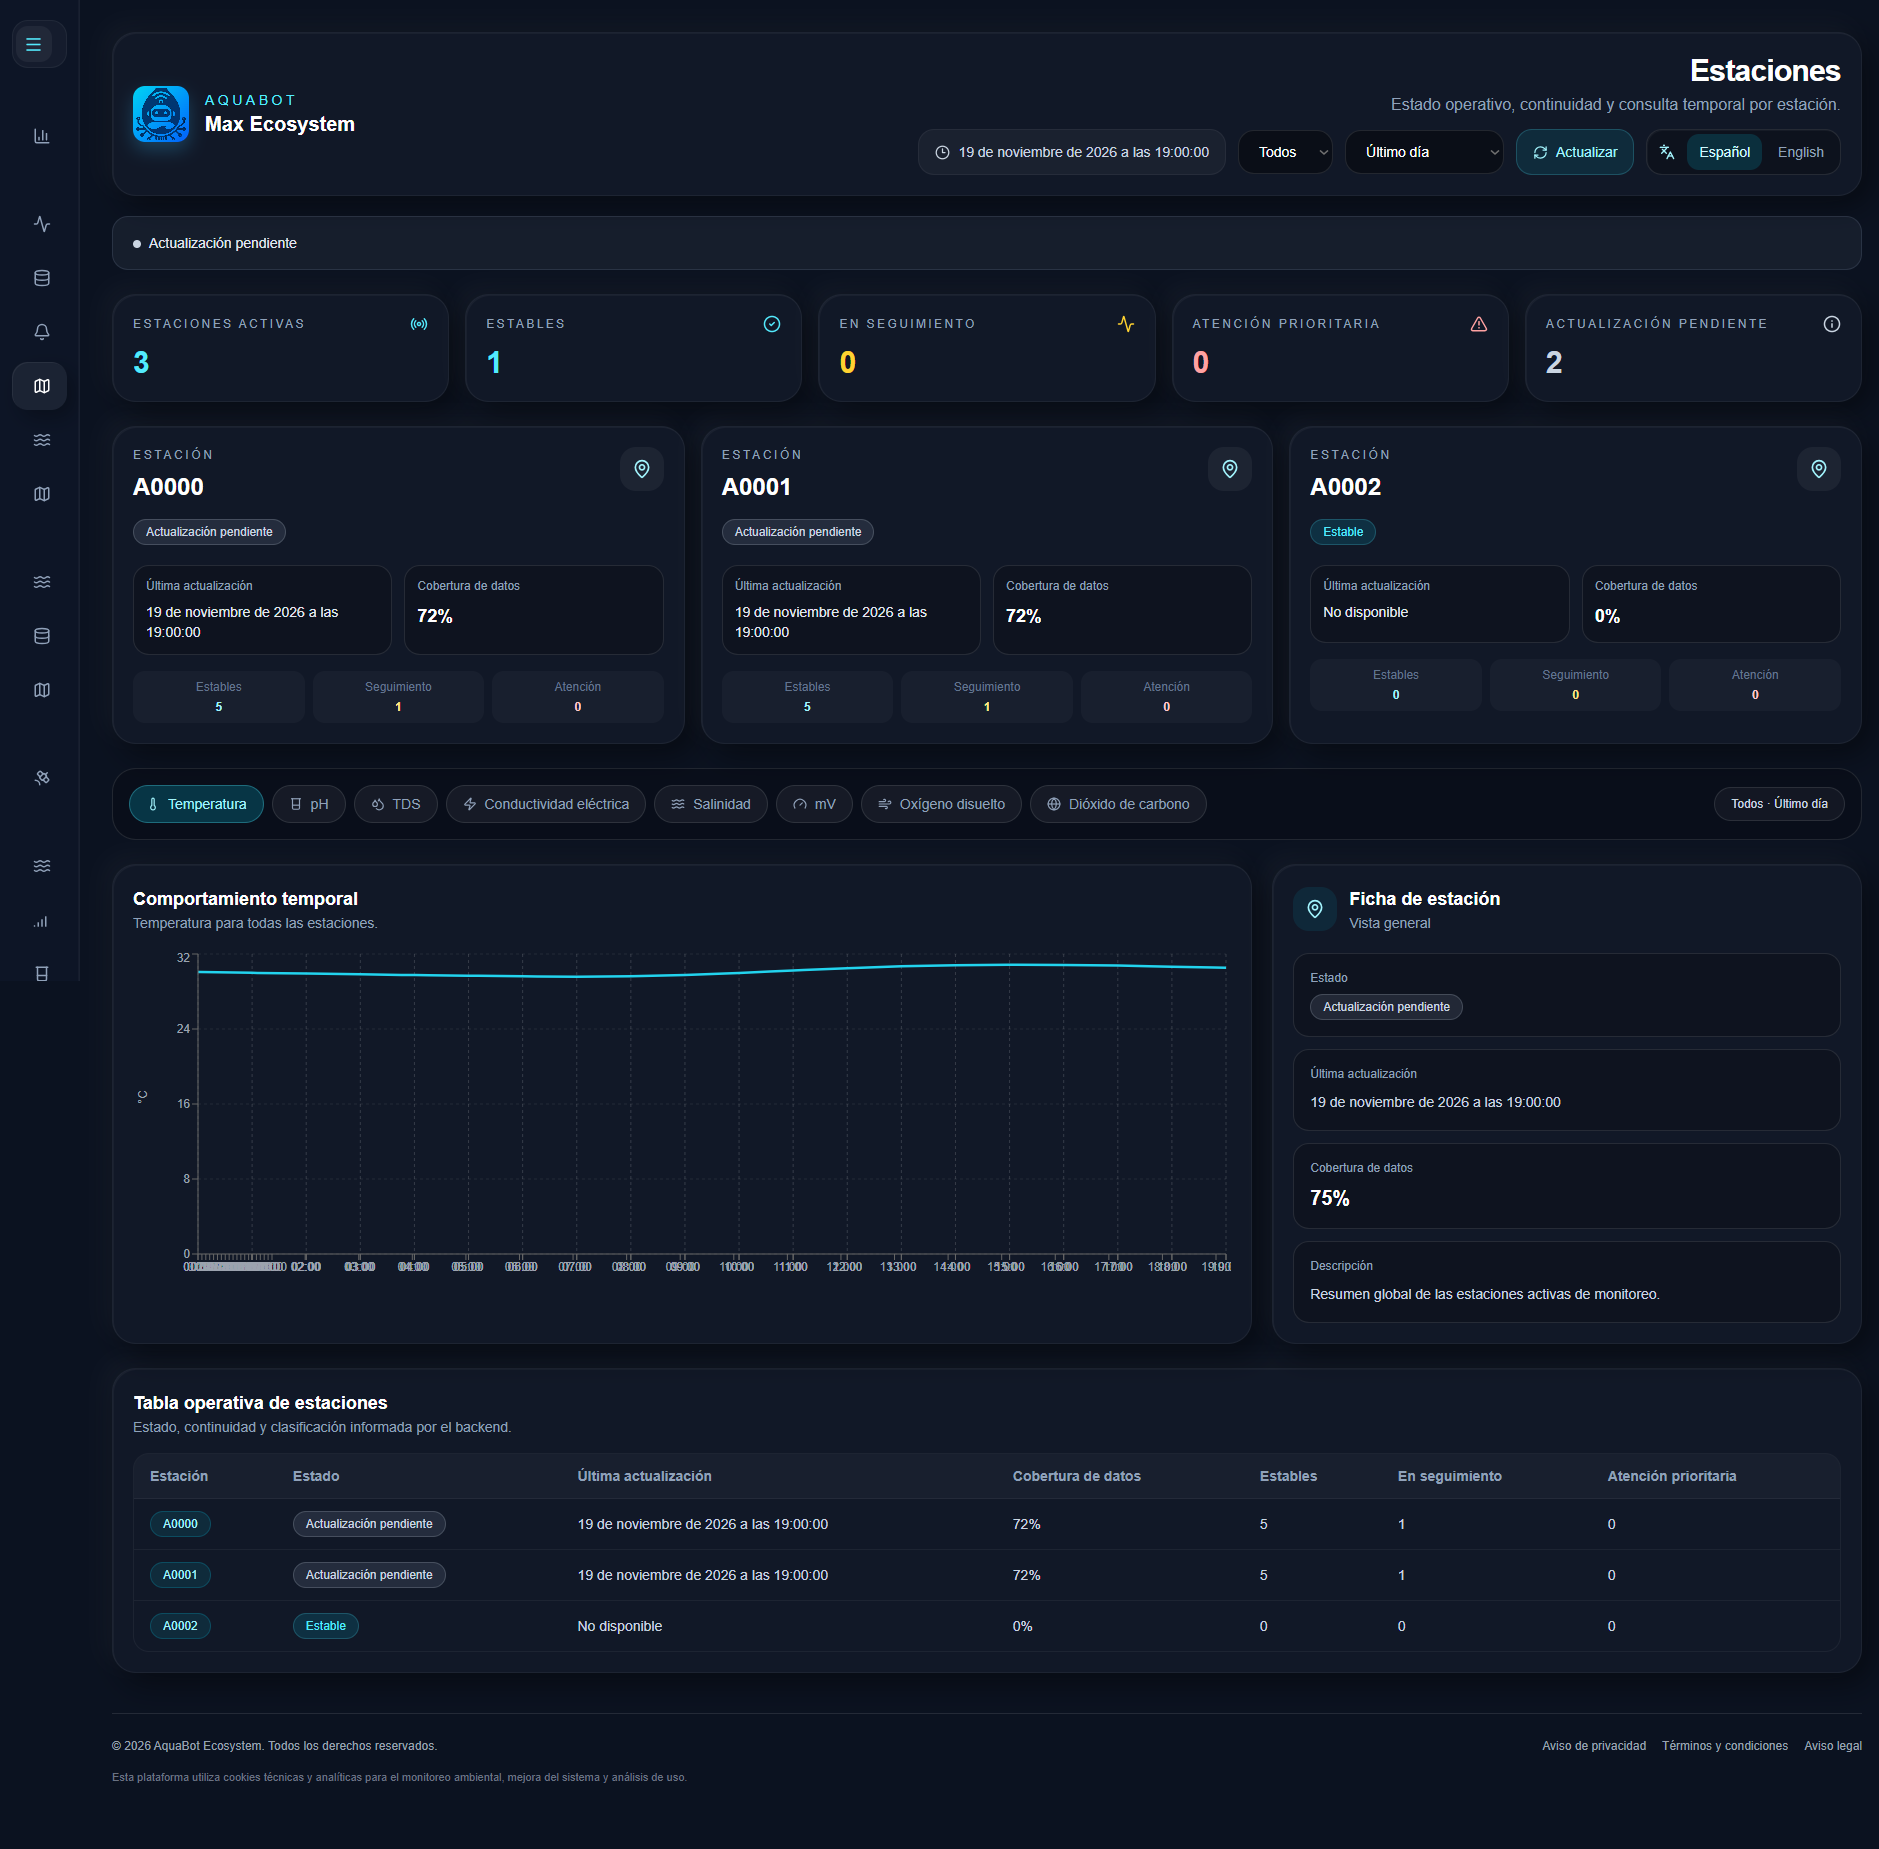 Estaciones
Estado operativo, continuidad y consulta temporal por estación.
AQUABOT
Max Ecosystem
19 de noviembre de 2026 a las 19:00:00
Todos
Último día
Actualizar
Español
English
Actualización pendiente
ESTACIONES ACTIVAS
3
ESTABLES
1
EN SEGUIMIENTO
0
ATENCIÓN PRIORITARIA
0
ACTUALIZACIÓN PENDIENTE
2
ESTACIÓN
A0000
Actualización pendiente
Última actualización
19 de noviembre de 2026 a las
19:00:00
Cobertura de datos
72%
Estables
5
Seguimiento
1
Atención
0
ESTACIÓN
A0001
Actualización pendiente
Última actualización
19 de noviembre de 2026 a las
19:00:00
Cobertura de datos
72%
Estables
5
Seguimiento
1
Atención
0
ESTACIÓN
A0002
Estable
Última actualización
No disponible
Cobertura de datos
0%
Estables
0
Seguimiento
0
Atención
0
Temperatura
pH
TDS
Conductividad eléctrica
Salinidad
mV
Oxígeno disuelto
Dióxido de carbono
Todos · Último día
Comportamiento temporal
Temperatura para todas las estaciones.
32
24
°C
16
8
0
02:00
Ficha de estación
Vista general
Estado
Actualización pendiente
Última actualización
19 de noviembre de 2026 a las 19:00:00
Cobertura de datos
75%
Descripción
Resumen global de las estaciones activas de monitoreo.
Tabla operativa de estaciones
Estado, continuidad y clasificación informada por el backend.
Estación Estado Última actualización Cobertura de datos Estables En seguimiento Atención prioritaria
A0000 Actualización pendiente 19 de noviembre de 2026 a las 19:00:00 72% 5 1 0
A0001 Actualización pendiente 19 de noviembre de 2026 a las 19:00:00 72% 5 1 0
A0002 Estable No disponible 0% 0 0 0
© 2026 AquaBot Ecosystem. Todos los derechos reservados.
Aviso de privacidad Términos y condiciones Aviso legal
Esta plataforma utiliza cookies técnicas y analíticas para el monitoreo ambiental, mejora del sistema y análisis de uso.